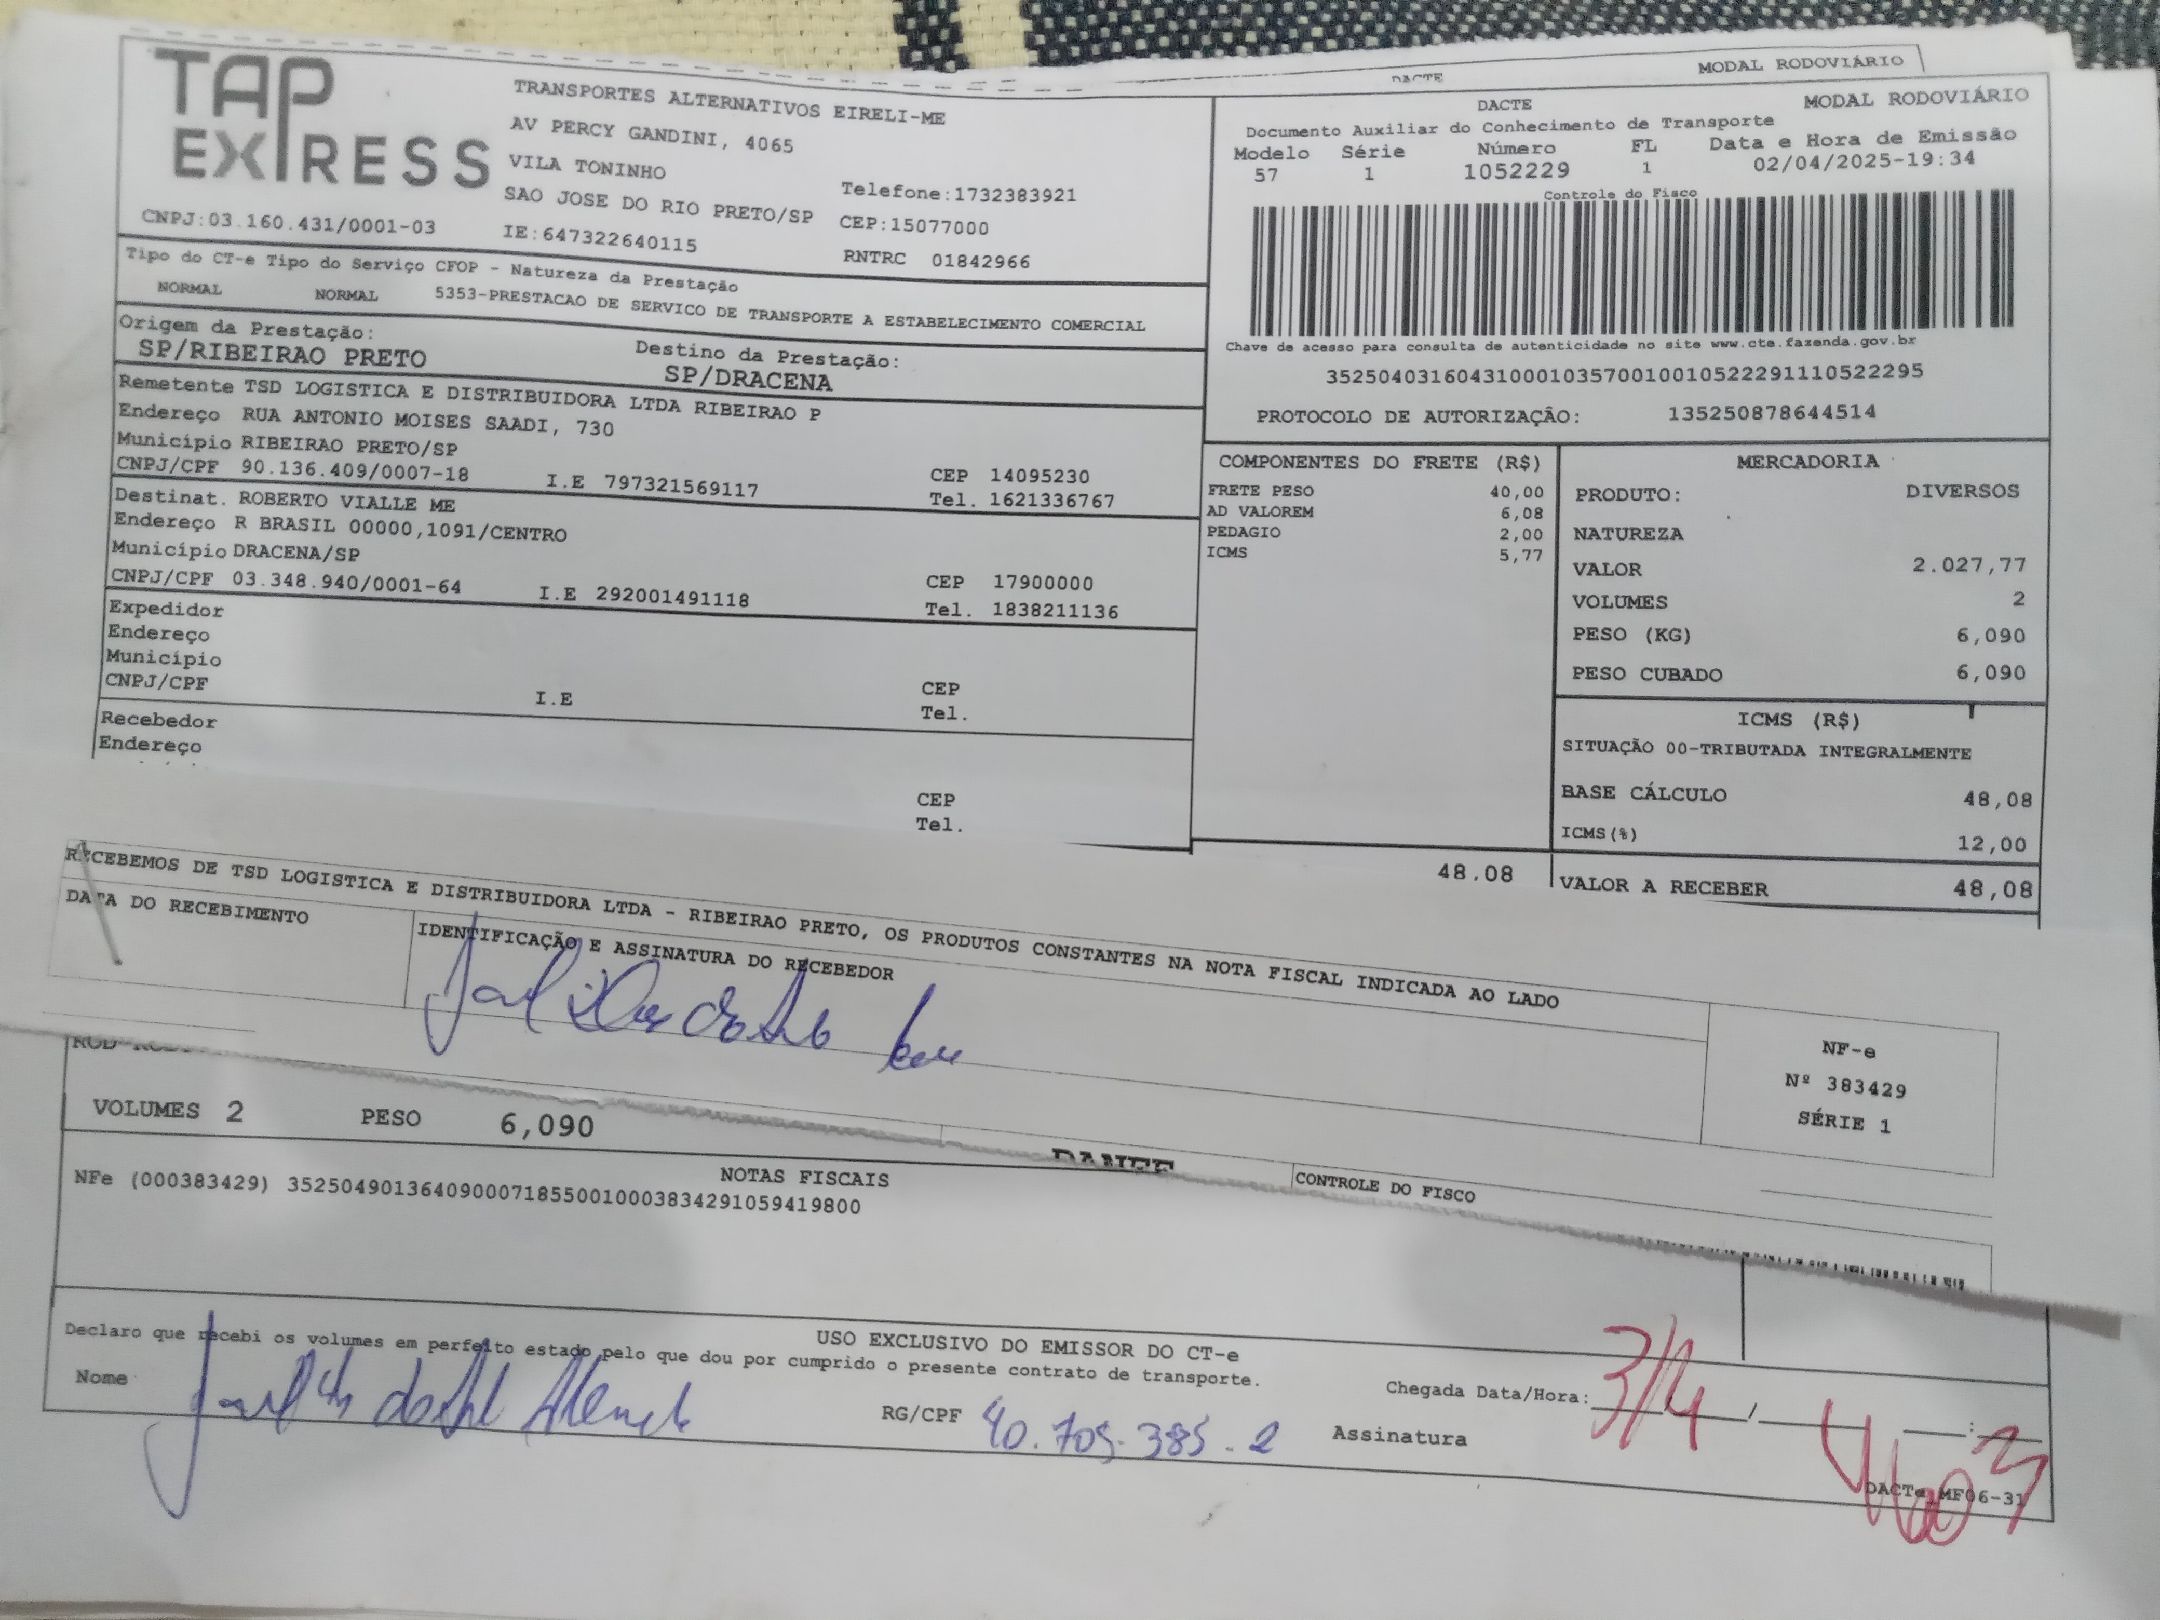 TAP
EXPRESS
TRANSPORTES ALTERNATIVOS EIRELI-ME
AV PERCY GANDINI, 4065
VILA TONINHO
SAO JOSE DO RIO PRETO/SP
Telefone:1732383921
CEP:15077000
CNPJ:03.160.431/0001-03
IE:647322640115
RNTRC 01842966
Tipo do CT-e Tipo do Serviço CFOP - Natureza da Prestação
NORMAL NORMAL 5353-PRESTACAO DE SERVICO DE TRANSPORTE A ESTABELECIMENTO COMERCIAL
Origem da Prestação:
SP/RIBEIRAO PRETO
Destino da Prestação:
SP/DRACENA
Remetente TSD LOGISTICA E DISTRIBUIDORA LTDA RIBEIRAO P
Endereço RUA ANTONIO MOISES SAADI, 730
Município RIBEIRAO PRETO/SP
CNPJ/CPF 90.136.409/0007-18 I.E 797321569117
CEP 14095230
Tel. 1621336767
Destinat. ROBERTO VIALLE ME
Endereço R BRASIL 00000,1091/CENTRO
Município DRACENA/SP
CNPJ/CPF 03.348.940/0001-64 I.E 292001491118
CEP 17900000
Tel. 1838211136
Expedidor
Endereço
Município
CNPJ/CPF
I.E
CEP
Tel.
Recebedor
Endereço
CEP
Tel.
DACTE MODAL RODOVIÁRIO
DACTE MODAL RODOVIÁRIO
Documento Auxiliar do Conhecimento de Transporte
Modelo Série Número FL Data e Hora de Emissão
57 1 1052229 1 02/04/2025-19:34
Controle do Fisco
Chave de acesso para consulta de autenticidade no site www.cte.fazenda.gov.br
35250403160431000103570010010522291110522295
PROTOCOLO DE AUTORIZAÇÃO: 135250878644514
COMPONENTES DO FRETE (R$)
FRETE PESO 40,00
AD VALOREM 6,08
PEDAGIO 2,00
ICMS 5,77
48.08
MERCADORIA
PRODUTO: DIVERSOS
NATUREZA
VALOR 2.027,77
VOLUMES 2
PESO (KG) 6,090
PESO CUBADO 6,090
ICMS (R$)
SITUAÇÃO 00-TRIBUTADA INTEGRALMENTE
BASE CÁLCULO 48,08
ICMS(%) 12,00
VALOR A RECEBER 48,08
RECEBEMOS DE TSD LOGISTICA E DISTRIBUIDORA LTDA - RIBEIRAO PRETO, OS PRODUTOS CONSTANTES NA NOTA FISCAL INDICADA AO LADO
DATA DO RECEBIMENTO
IDENTIFICAÇÃO E ASSINATURA DO RECEBEDOR
NF-e
Nº 383429
SÉRIE 1
VOLUMES 2 PESO 6,090
DANFE
CONTROLE DO FISCO
NOTAS FISCAIS
NFe (000383429) 35250490136409000718550010003834291059419800
USO EXCLUSIVO DO EMISSOR DO CT-e
Declaro que recebi os volumes em perfeito estado pelo que dou por cumprido o presente contrato de transporte.
Nome
RG/CPF 40.709.385.2
Chegada Data/Hora: 3/4
Assinatura
DACTe MF06-31